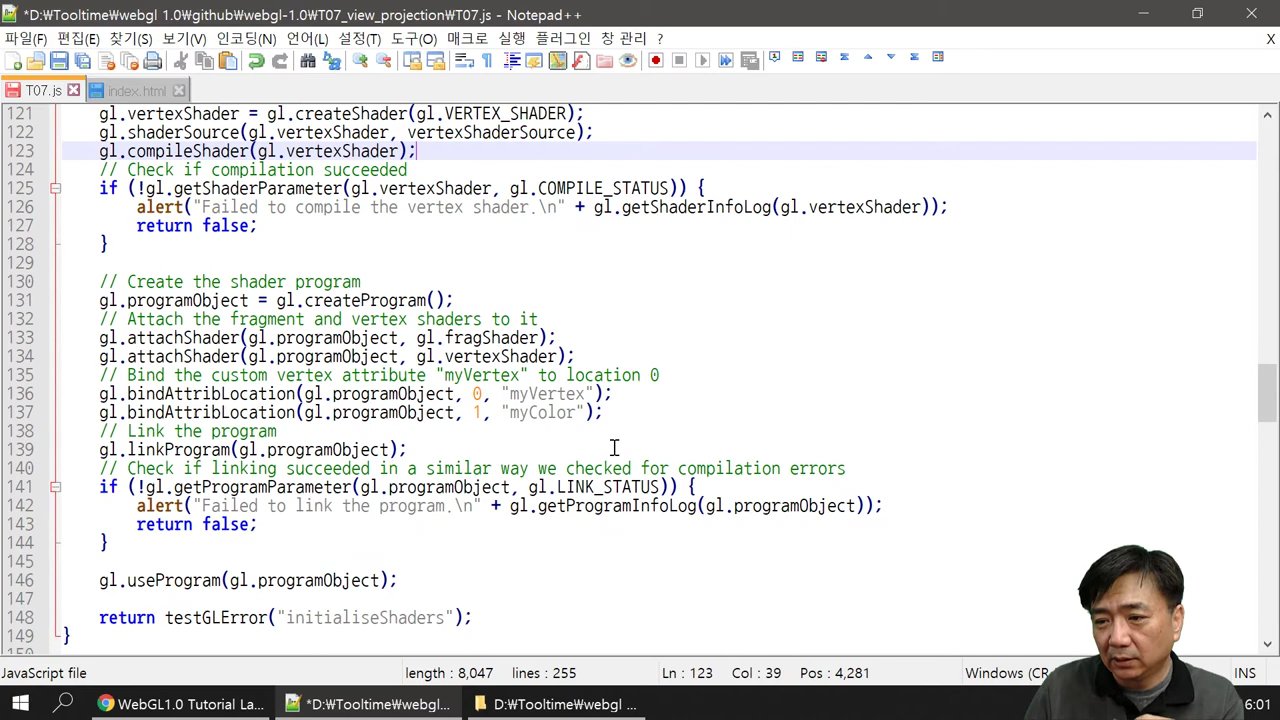 *D:₩Tooltime₩webgl 1.0₩github₩webgl-1.0₩T07_view_projection₩T07.js - Notepad++
파일(F) 편집(E) 찾기(S) 보기(V) 인코딩(N) 언어(L) 설정(T) 도구(O) 매크로 실행 플러그인 창 관리 ? X
T07.js index.html
121 gl.vertexShader = gl.createShader(gl.VERTEX_SHADER);
122 gl.shaderSource(gl.vertexShader, vertexShaderSource);
123 gl.compileShader(gl.vertexShader);
124 // Check if compilation succeeded
125 if (!gl.getShaderParameter(gl.vertexShader, gl.COMPILE_STATUS)) {
126 alert("Failed to compile the vertex shader.\n" + gl.getShaderInfoLog(gl.vertexShader));
127 return false;
128 }
129
130 // Create the shader program
131 gl.programObject = gl.createProgram();
132 // Attach the fragment and vertex shaders to it
133 gl.attachShader(gl.programObject, gl.fragShader);
134 gl.attachShader(gl.programObject, gl.vertexShader);
135 // Bind the custom vertex attribute "myVertex" to location 0
136 gl.bindAttribLocation(gl.programObject, 0, "myVertex");
137 gl.bindAttribLocation(gl.programObject, 1, "myColor");
138 // Link the program
139 gl.linkProgram(gl.programObject);
140 // Check if linking succeeded in a similar way we checked for compilation errors
141 if (!gl.getProgramParameter(gl.programObject, gl.LINK_STATUS)) {
142 alert("Failed to link the program.\n" + gl.getProgramInfoLog(gl.programObject));
143 return false;
144 }
145
146 gl.useProgram(gl.programObject);
147
148 return testGLError("initialiseShaders");
149 }
150
JavaScript file length : 8,047 lines : 255 Ln : 123 Col : 39 Pos : 4,281 Windows (CR INS
WebGL1.0 Tutorial La... *D:₩Tooltime₩webgl... D:₩Tooltime₩webgl ... 6:01